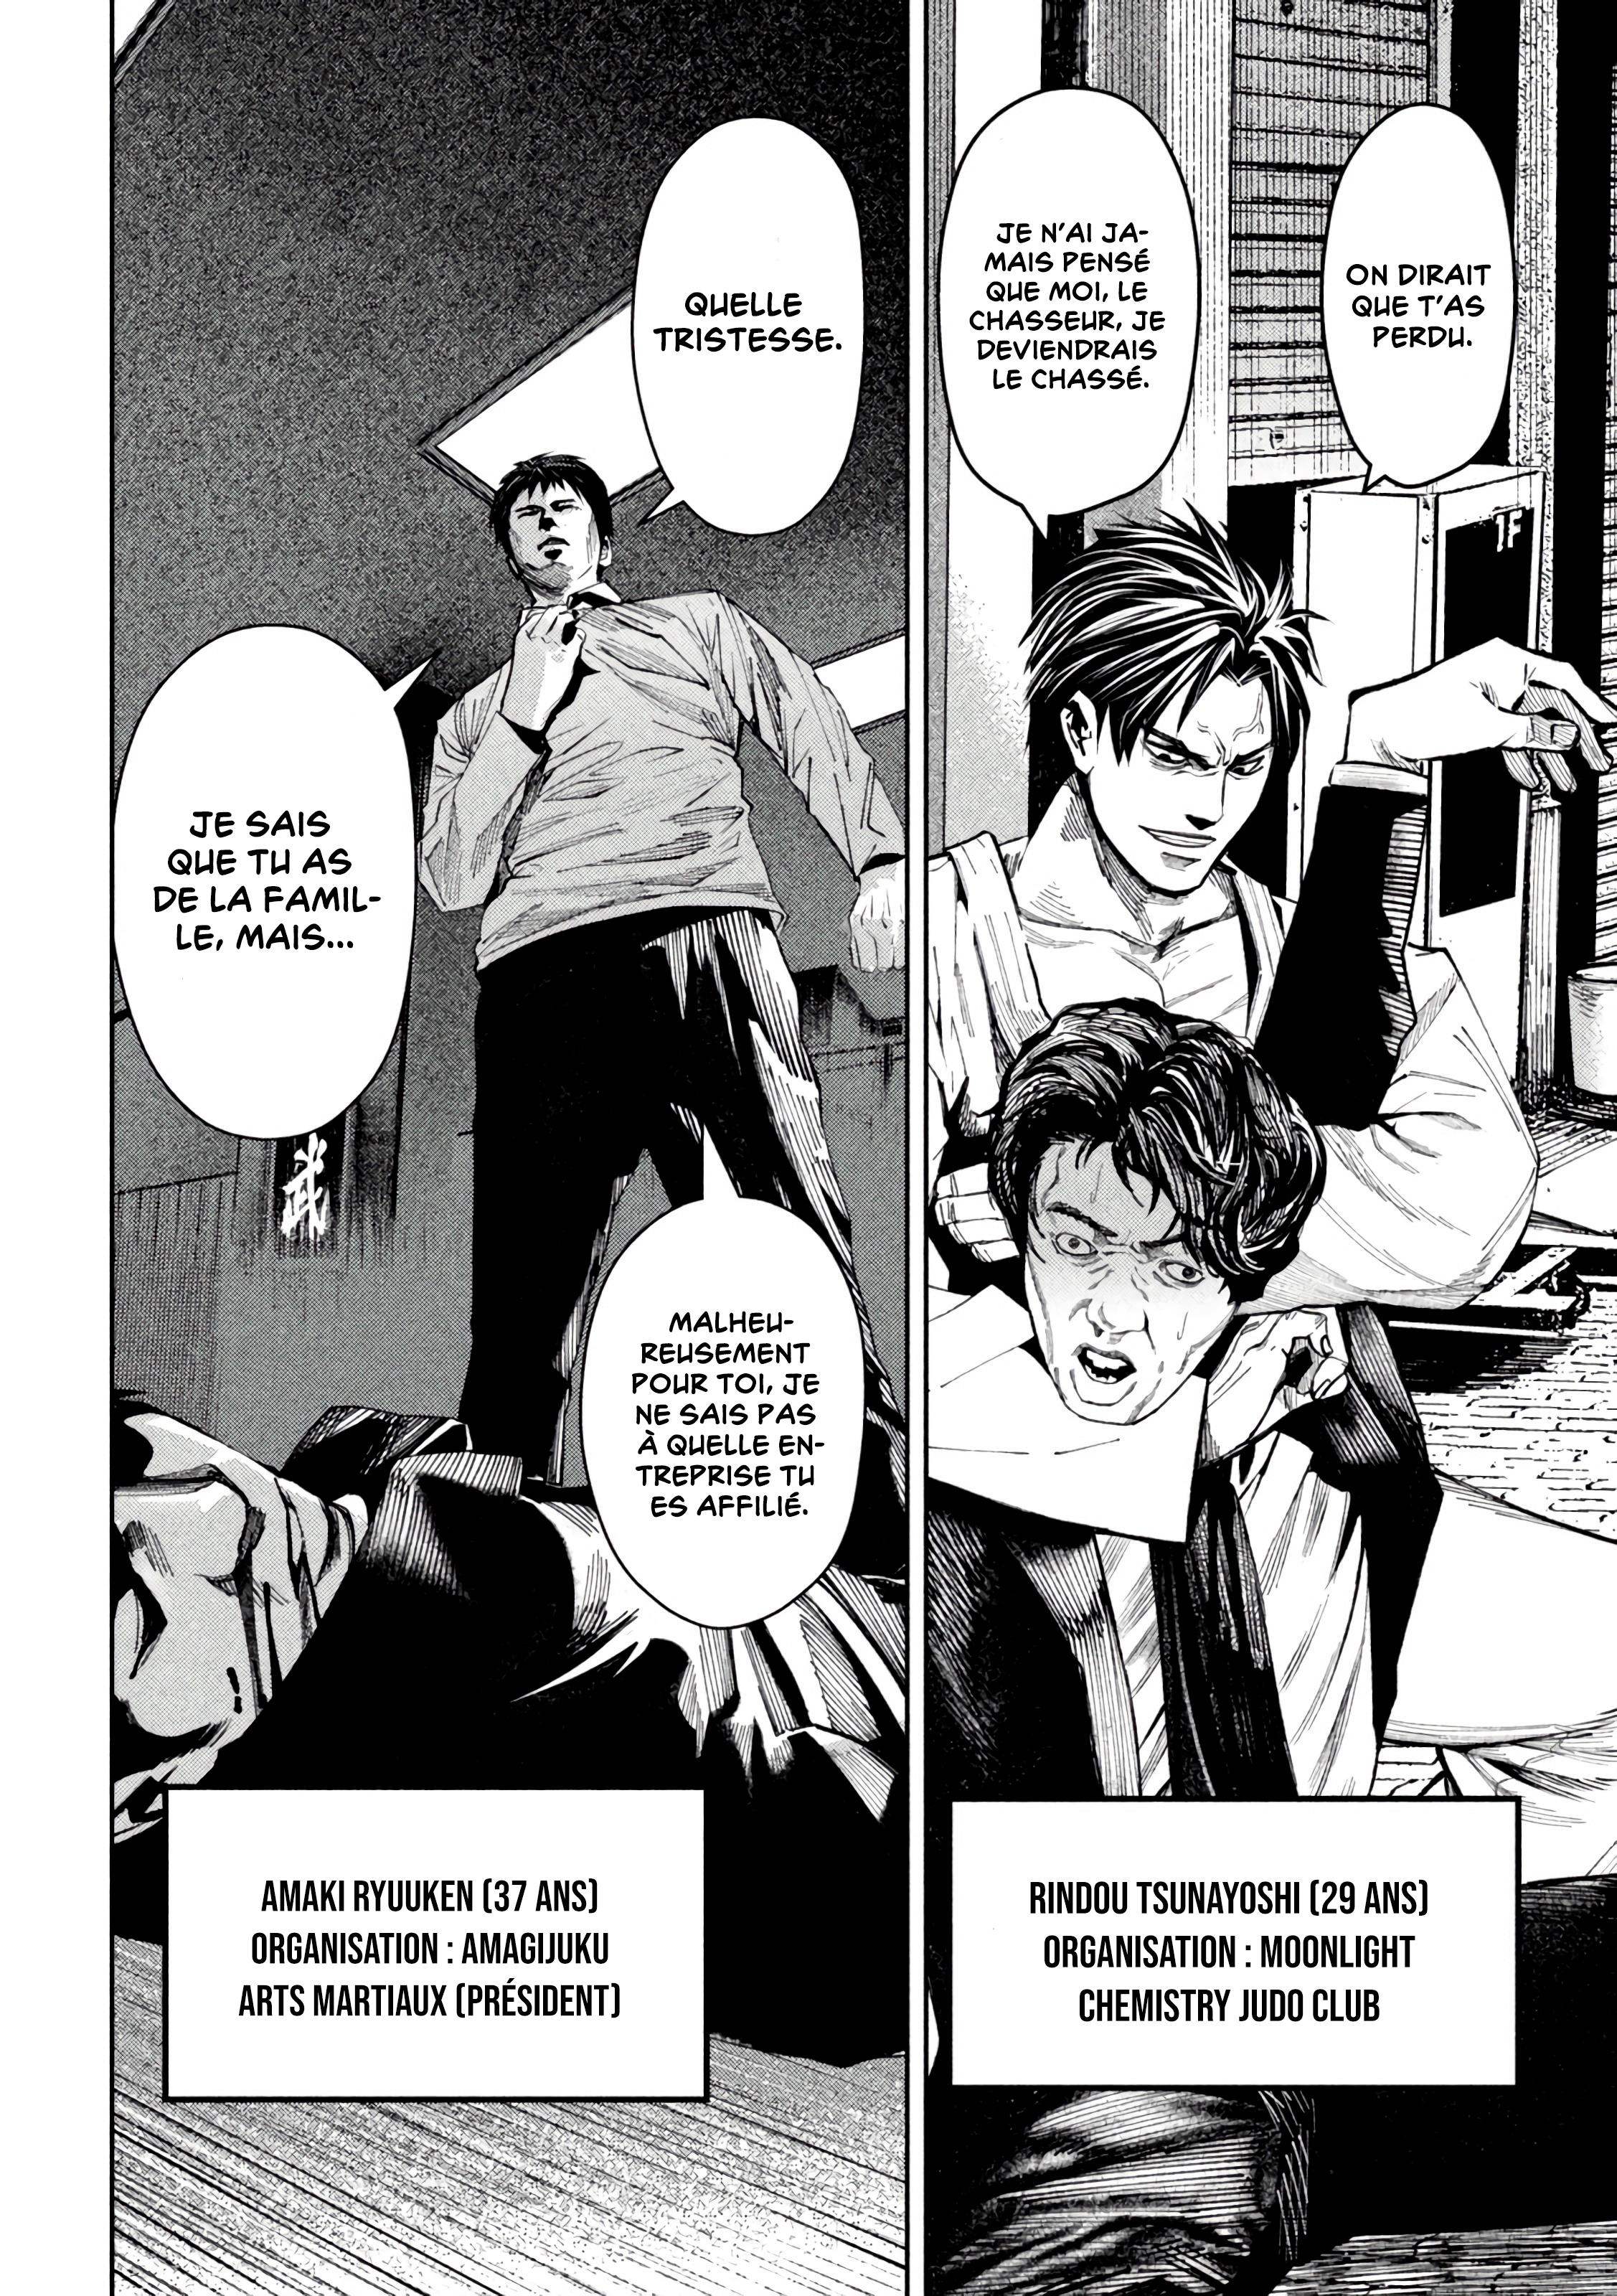 ON DIRAIT
QUE T'AS
PERDU.
JE N'AI JA-
MAIS PENSÉ
QUE MOI, LE
CHASSEUR, JE
DEVIENDRAIS
LE CHASSÉ.
1F
RINDOU TSUNAYOSHI (29 ANS)
ORGANISATION : MOONLIGHT
CHEMISTRY JUDO CLUB
QUELLE
TRISTESSE.
JE SAIS
QUE TU AS
DE LA FAMIL-
LE, MAIS...
武
MALHEU-
REUSEMENT
POUR TOI, JE
NE SAIS PAS
À QUELLE EN-
TREPRISE TU
ES AFFILIÉ.
AMAKI RYUUKEN (37 ANS)
ORGANISATION : AMAGIJUKU
ARTS MARTIAUX (PRÉSIDENT)